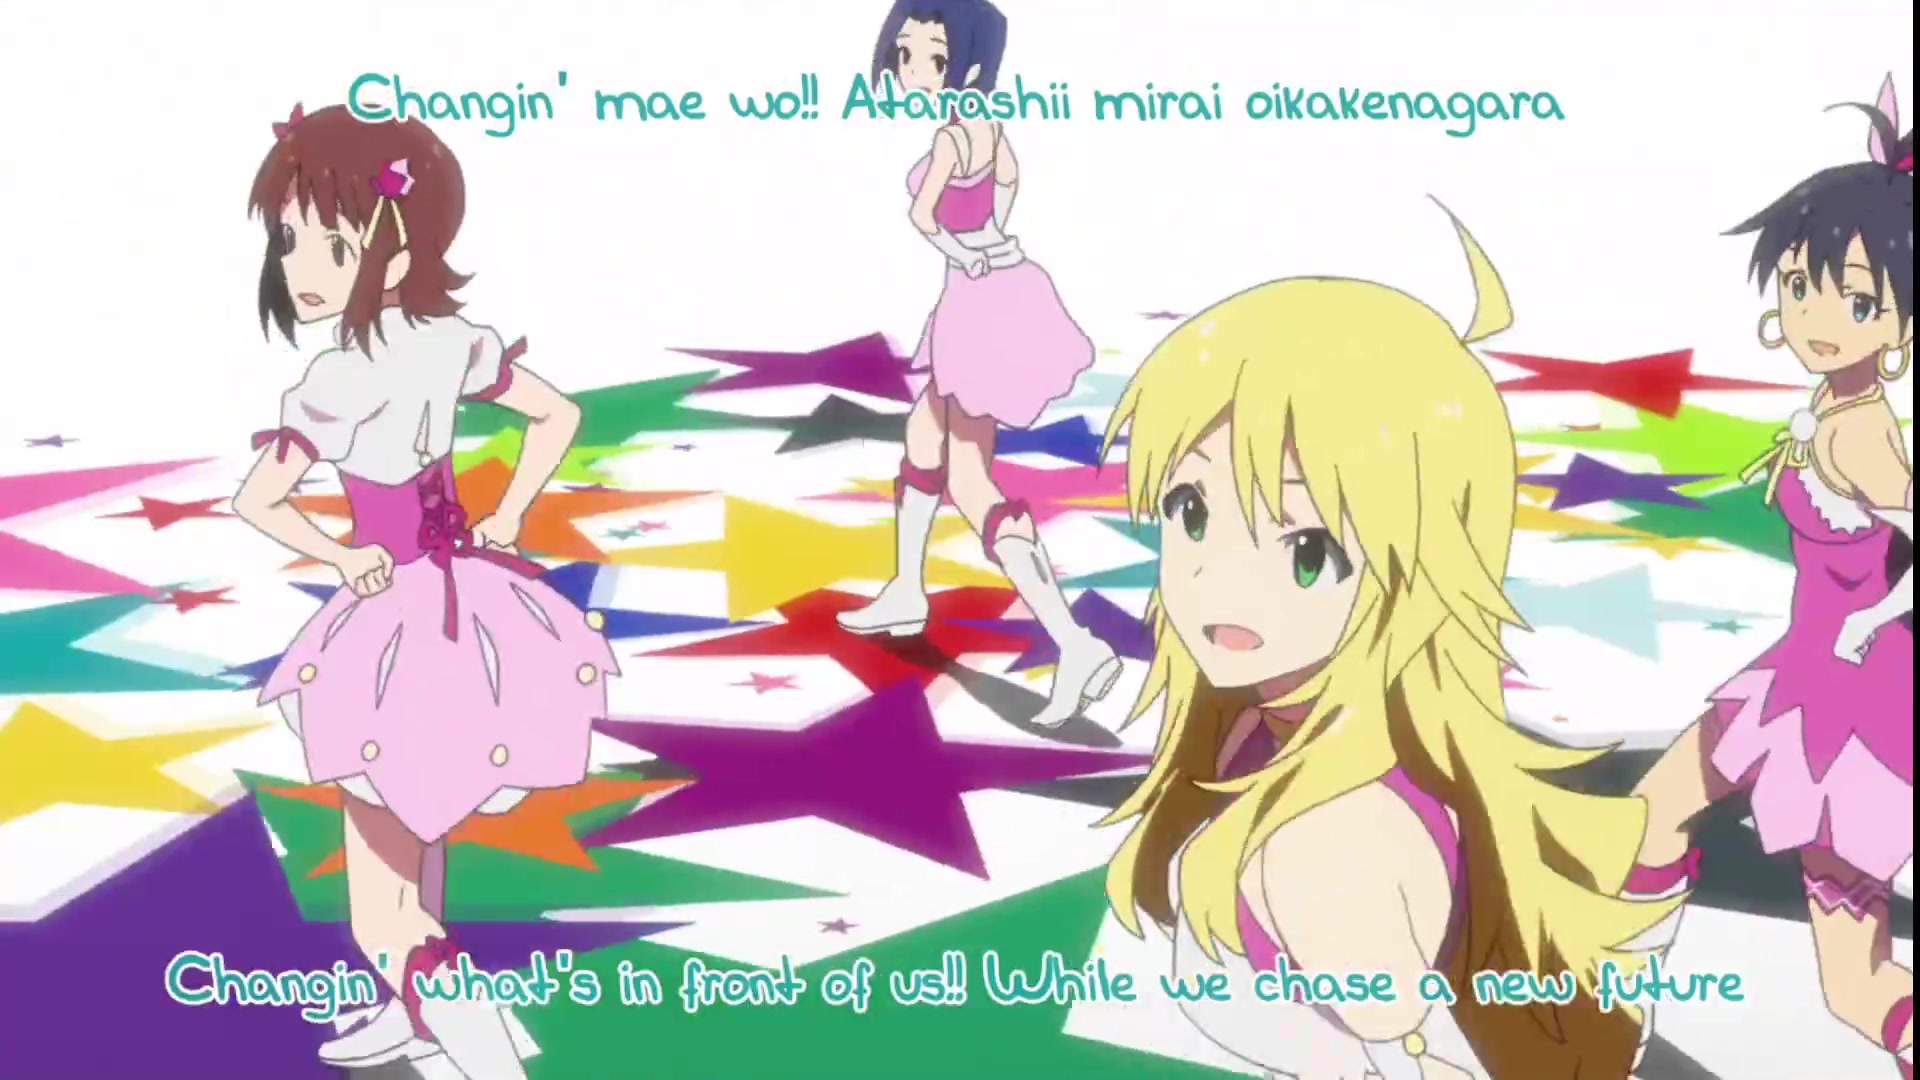 Changin' mae wo!! Atarashii mirai oikakenagara
Changin' what's in front of us!! While we chase a new future